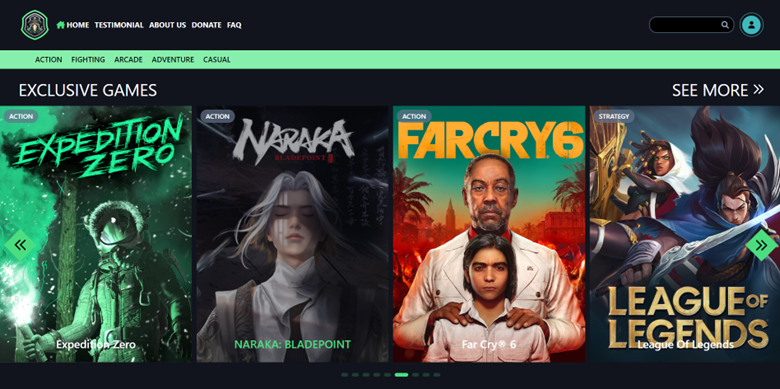 HOME TESTIMONIAL ABOUT US DONATE FAQ
ACTION FIGHTING ARCADE ADVENTURE CASUAL
EXCLUSIVE GAMES
SEE MORE »
ACTION
EXPEDITION
ZERO
Expedition Zero
ACTION
NARAKA
BLADEPOINT
NARAKA: BLADEPOINT
ACTION
FARCRY6
Far Cry® 6
STRATEGY
LEAGUE OF
LEGENDS
League Of Legends